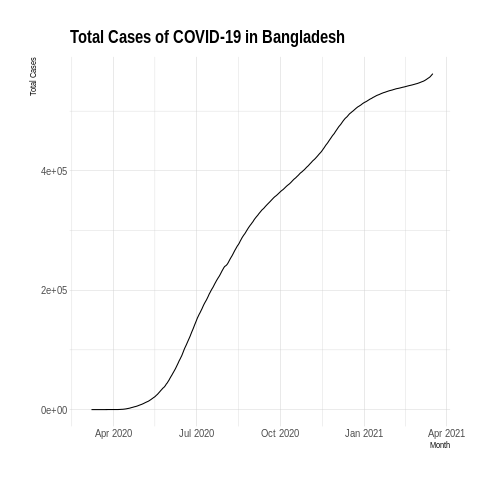 Total Cases of COVID-19 in Bangladesh
Total Cases
4e+05
2e+05
0e+00
Apr 2020 Jul 2020 Oct 2020 Jan 2021 Apr 2021
Month